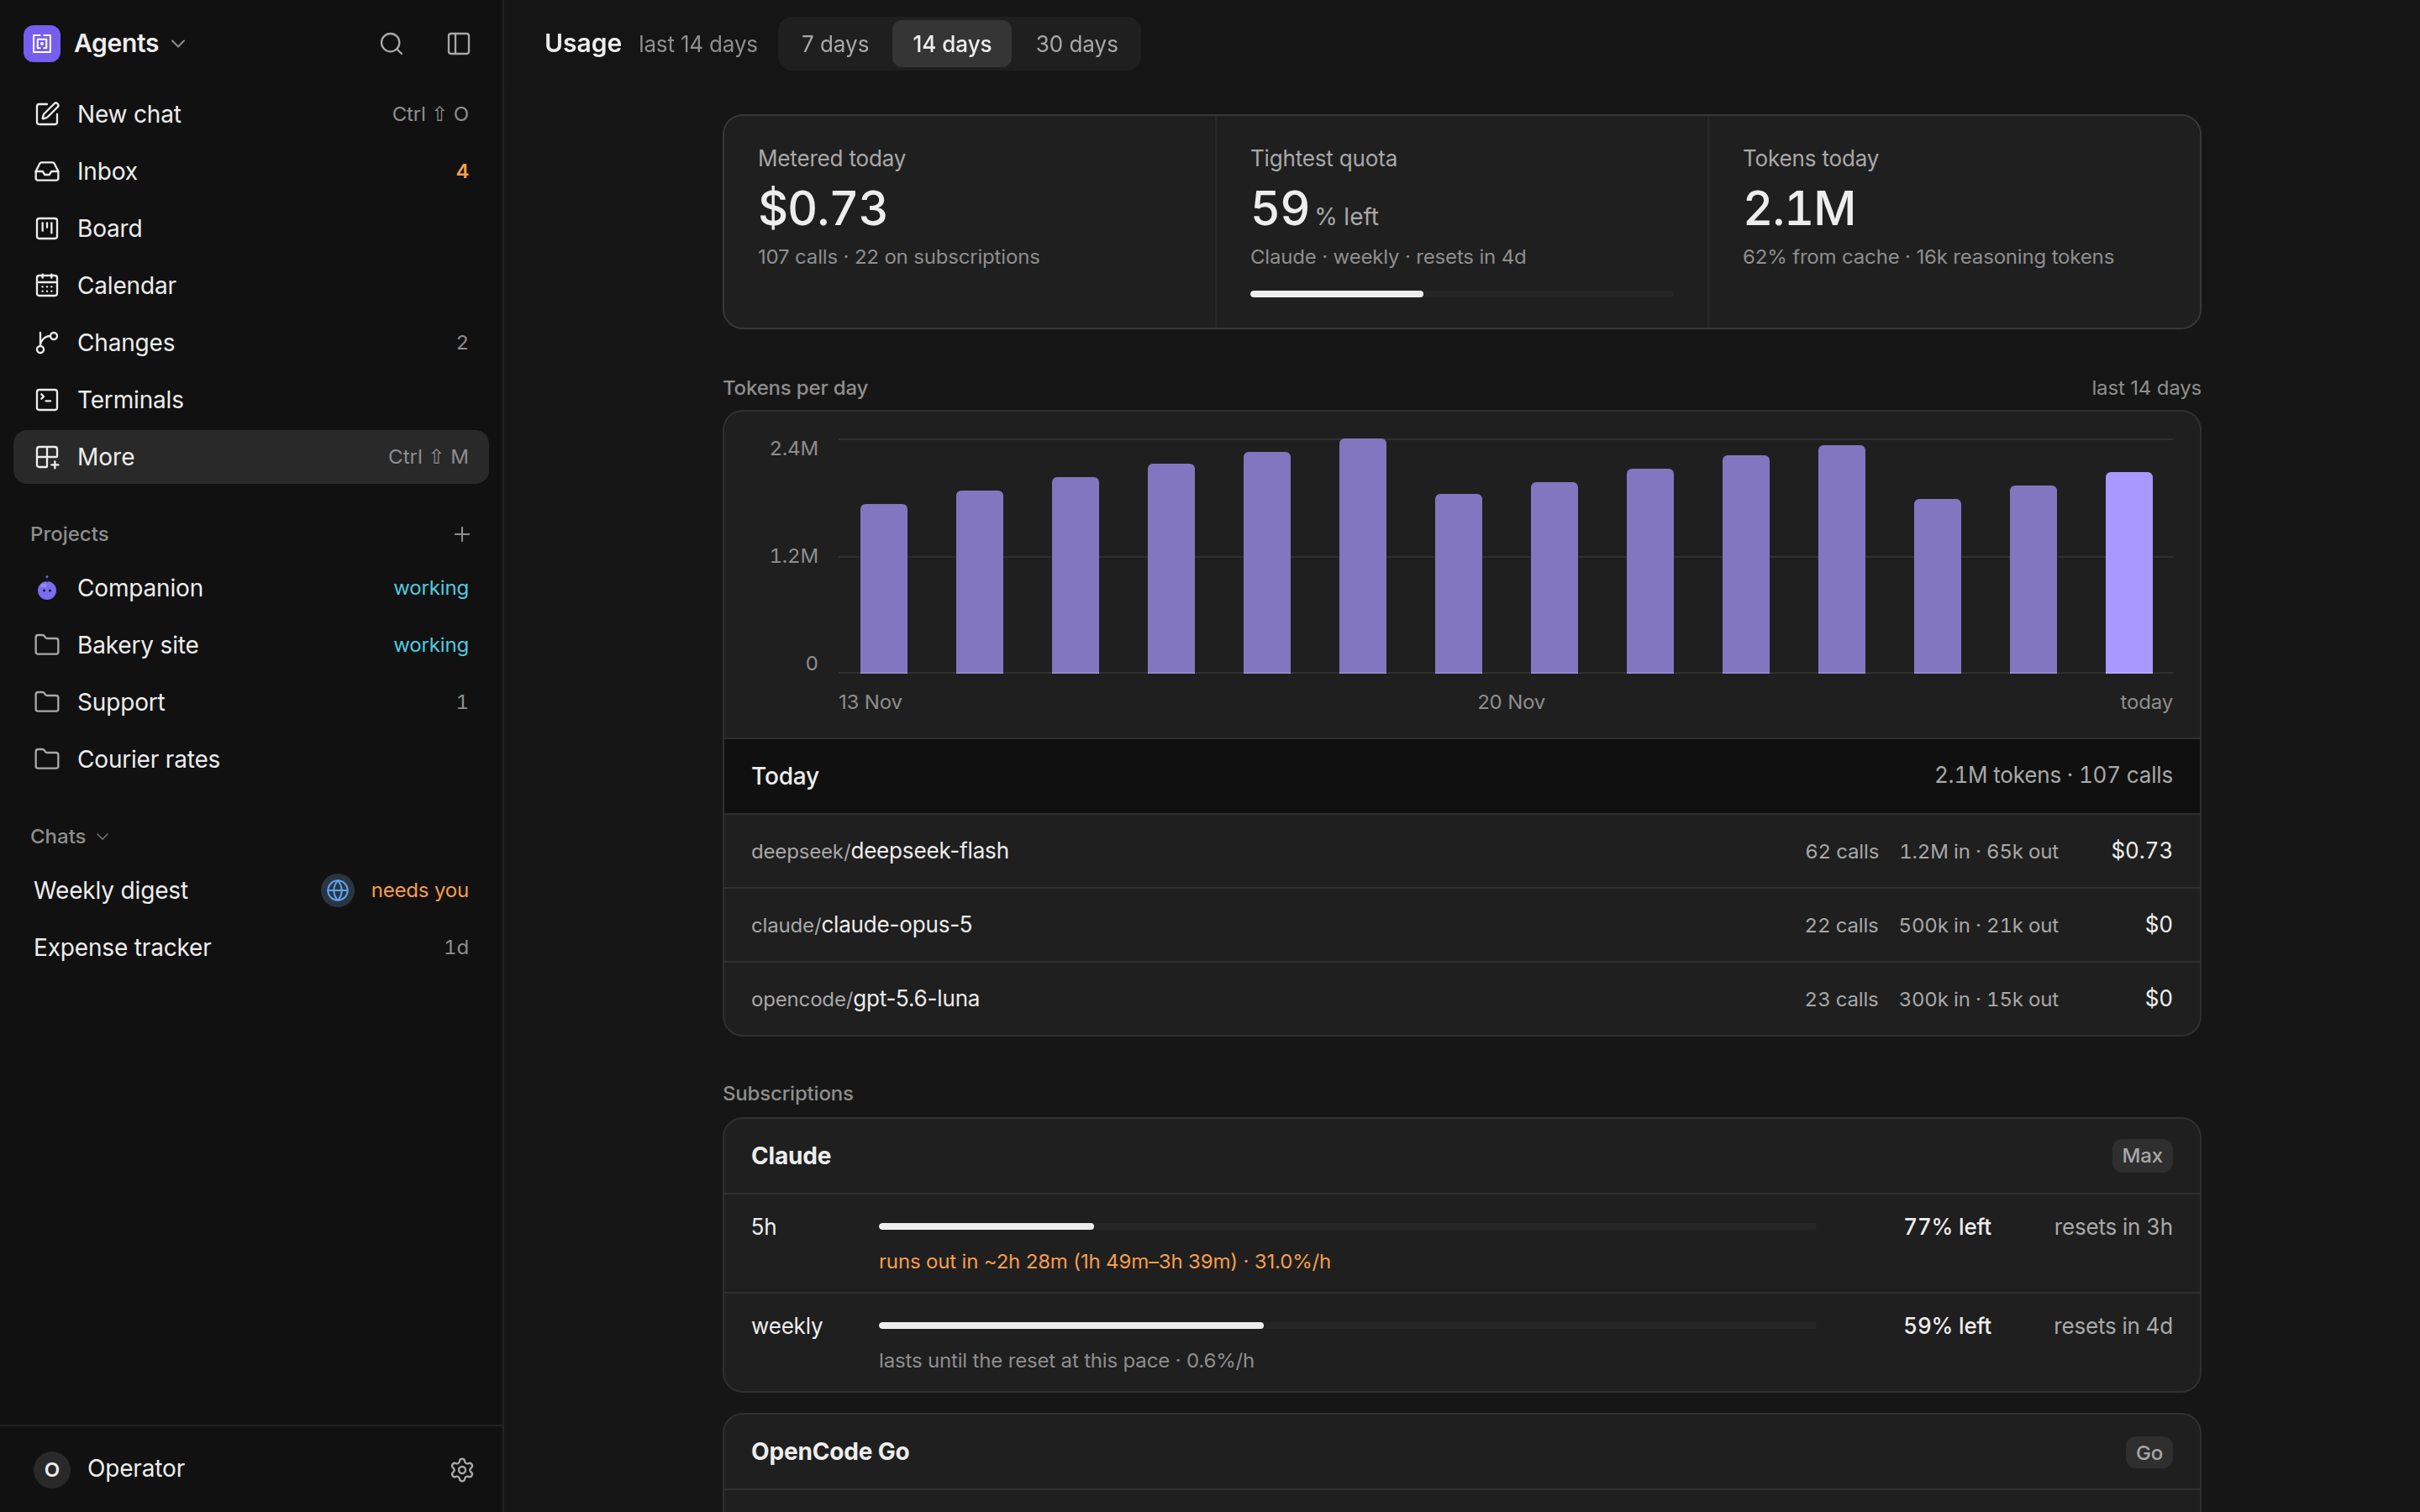 Agents
New chat Ctrl ⇧ O
Inbox 4
Board
Calendar
Changes 2
Terminals
More Ctrl ⇧ M
Projects
Companion working
Bakery site working
Support 1
Courier rates
Chats
Weekly digest needs you
Expense tracker 1d
O Operator
Usage last 14 days 7 days 14 days 30 days
Metered today
$0.73
107 calls · 22 on subscriptions
Tightest quota
59 % left
Claude · weekly · resets in 4d
Tokens today
2.1M
62% from cache · 16k reasoning tokens
Tokens per day last 14 days
2.4M
1.2M
0
13 Nov 20 Nov today
Today 2.1M tokens · 107 calls
deepseek/deepseek-flash 62 calls 1.2M in · 65k out $0.73
claude/claude-opus-5 22 calls 500k in · 21k out $0
opencode/gpt-5.6-luna 23 calls 300k in · 15k out $0
Subscriptions
Claude Max
5h 77% left resets in 3h
runs out in ~2h 28m (1h 49m–3h 39m) · 31.0%/h
weekly 59% left resets in 4d
lasts until the reset at this pace · 0.6%/h
OpenCode Go Go